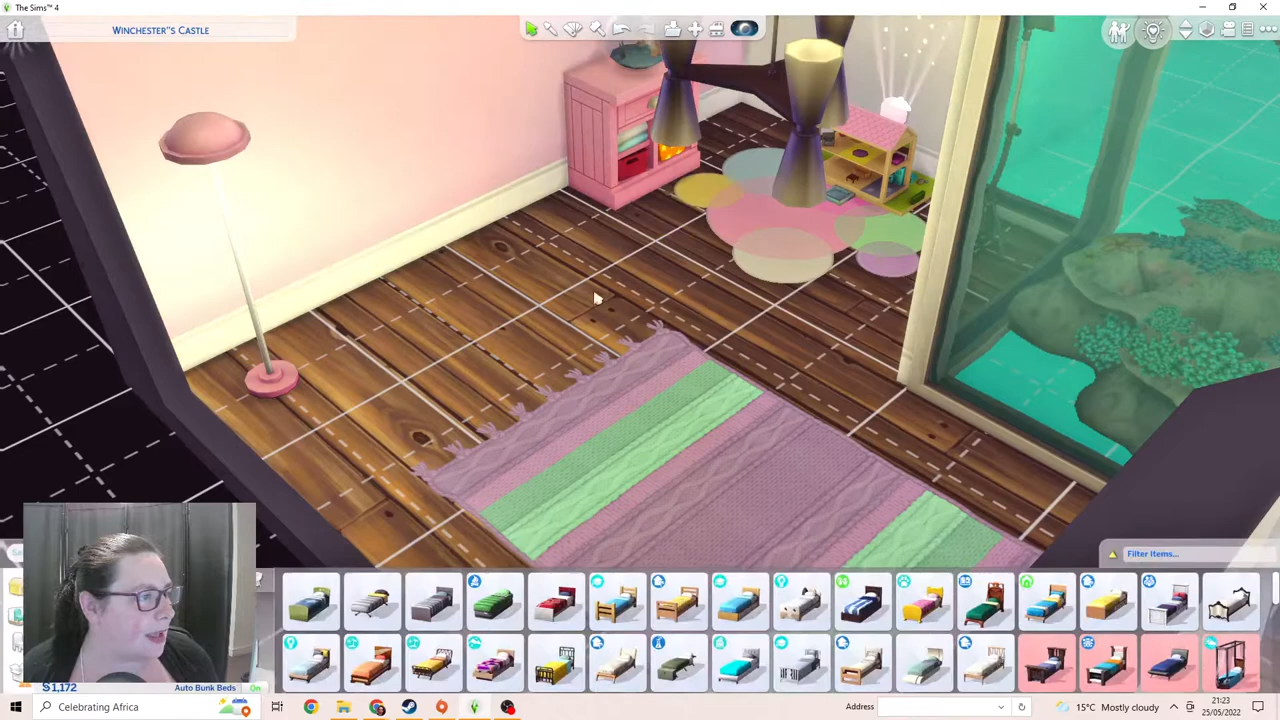 The Sims™ 4
WINCHESTER"S CASTLE
Filter Items...
$1,172
Auto Bunk Beds
On
Celebrating Africa
Address
15°C Mostly cloudy
21:23
25/05/2022